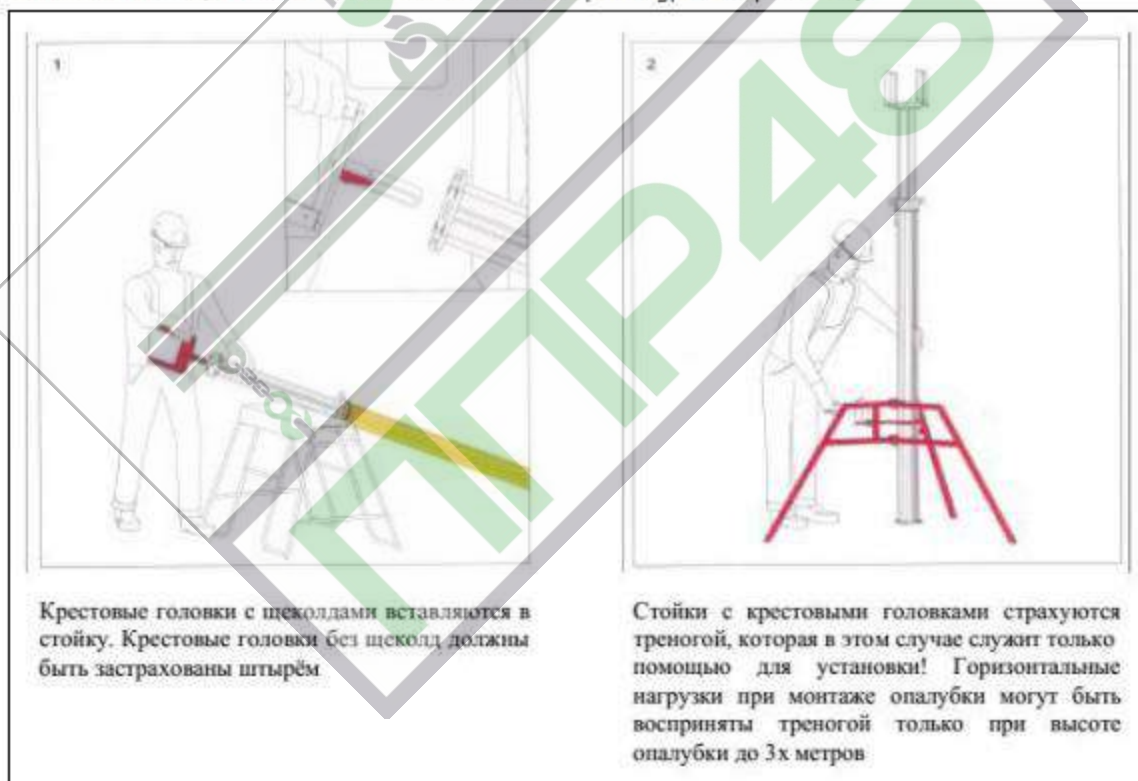 1
Крестовые головки с щеколдами вставляются в
стойку. Крестовые головки без щеколд должны
быть застрахованы штырём
2
Стойки с крестовыми головками страхуются
треногой, которая в этом случае служит только
помощью для установки! Горизонтальные
нагрузки при монтаже опалубки могут быть
восприняты треногой только при высоте
опалубки до 3х метров
ППР48